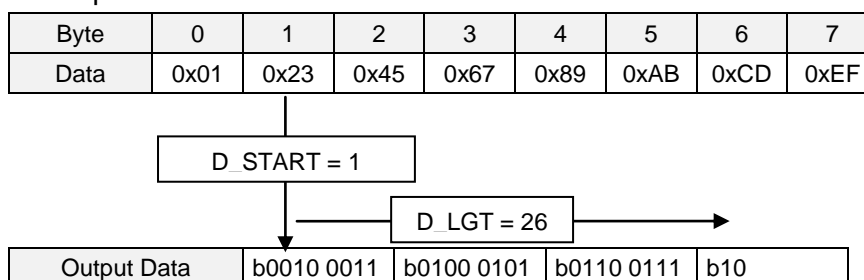 Byte 0 1 2 3 4 5 6 7
Data 0x01 0x23 0x45 0x67 0x89 0xAB 0xCD 0xEF
D_START = 1
D_LGT = 26
Output Data b0010 0011 b0100 0101 b0110 0111 b10